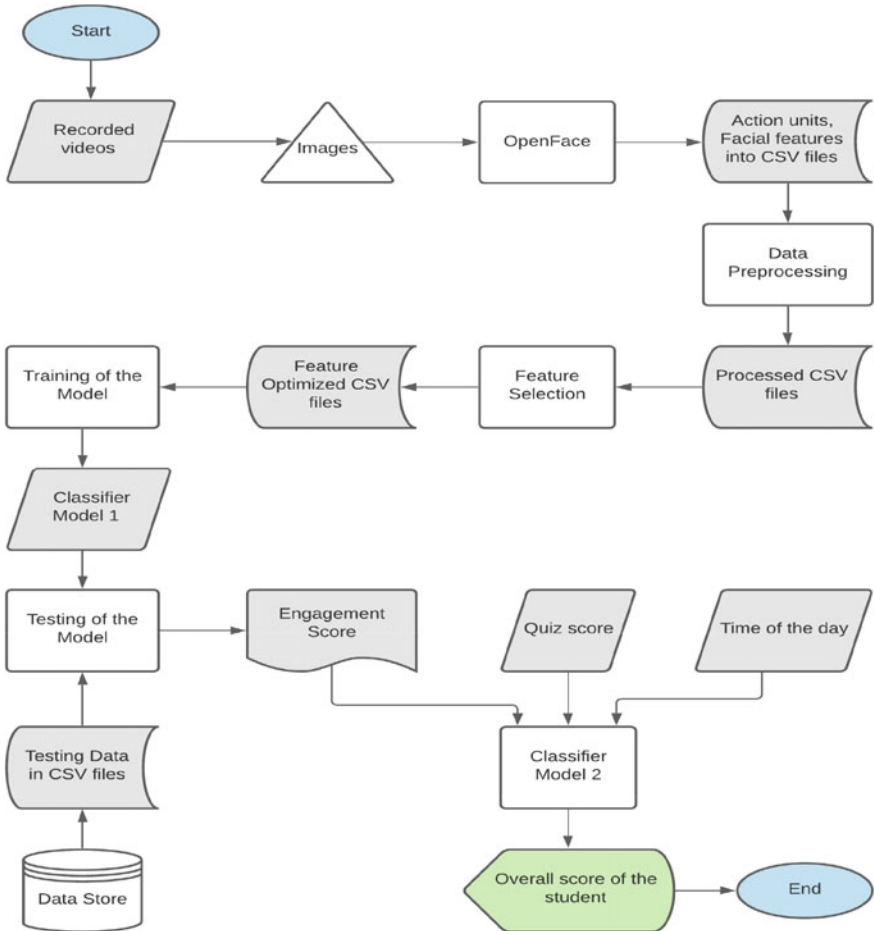 Start
Recorded
videos
Images
OpenFace
Action units,
Facial features
into CSV files
Data
Preprocessing
Processed CSV
files
Feature
Selection
Feature
Optimized CSV
files
Training of the
Model
Classifier
Model 1
Testing of the
Model
Engagement
Score
Quiz score
Time of the day
Testing Data
in CSV files
Data Store
Classifier
Model 2
Overall score of the
student
End